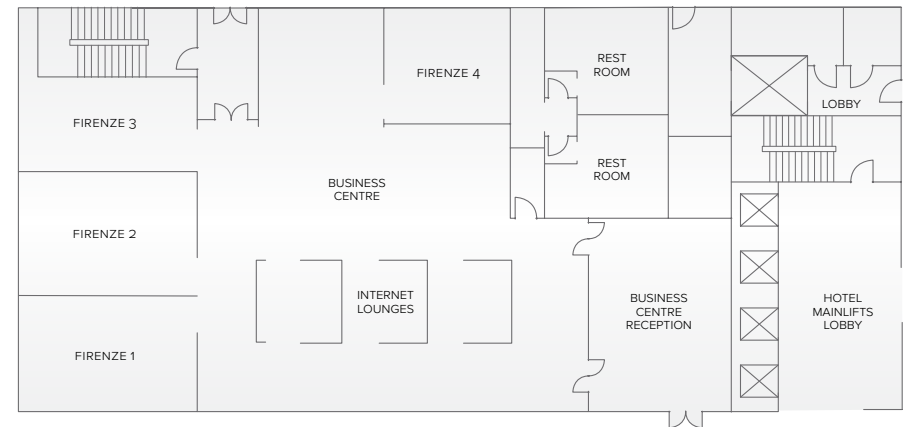 REST
ROOM
FIRENZE 4
LOBBY
FIRENZE 3
REST
ROOM
BUSINESS
CENTRE
FIRENZE 2
INTERNET
LOUNGES
BUSINESS
CENTRE
RECEPTION
HOTEL
MAINLIFTS
LOBBY
FIRENZE 1